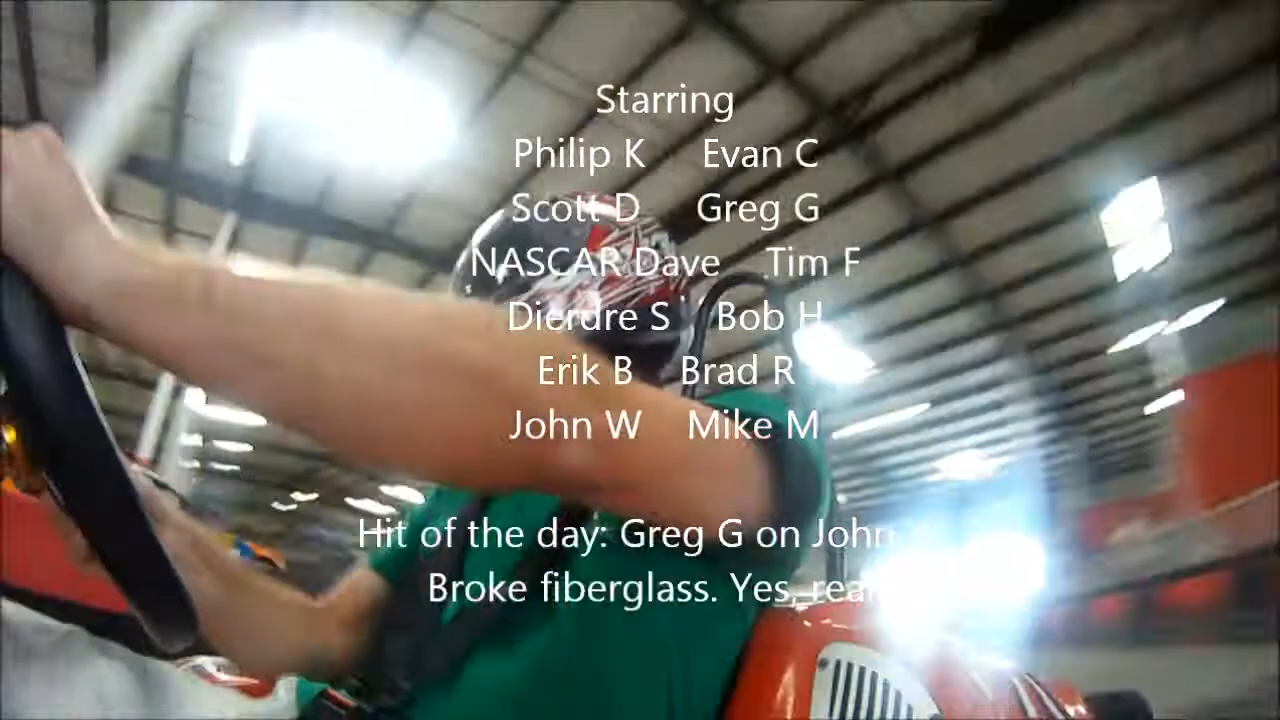 Starring
Philip K Evan C
Scott D Greg G
NASCAR Dave Tim F
Dierdre S Bob H
Erik B Brad R
John W Mike M
Hit of the day: Greg G on John
Broke fiberglass. Yes,